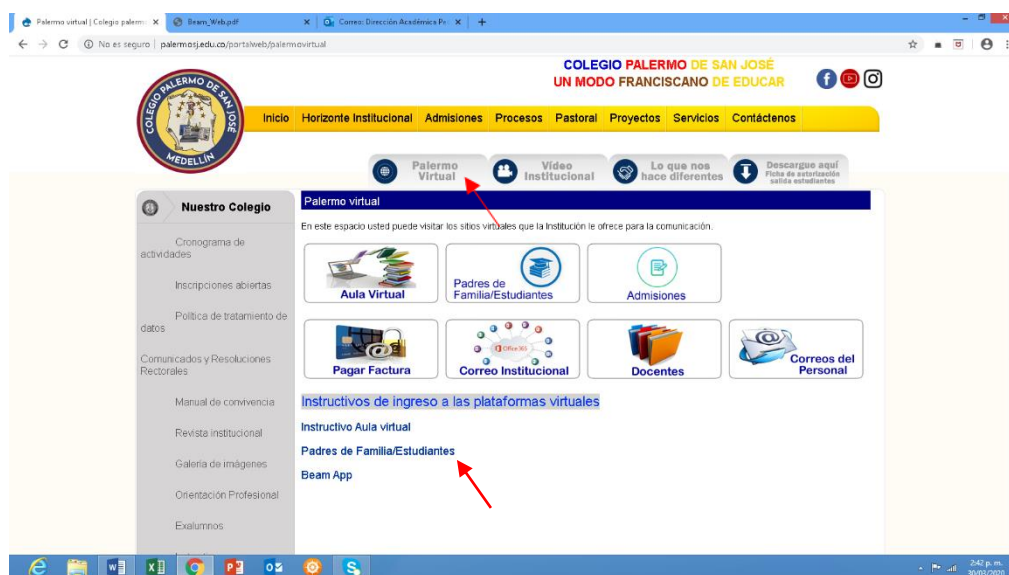 Palermo virtual | Colegio palermo
Beam_Web.pdf
Correo: Dirección Académica Pa
No es seguro | palermosj.edu.co/portalweb/palermovirtual
COLEGIO PALERMO DE SAN JOSÉ
UN MODO FRANCISCANO DE EDUCAR
COLEGIO PALERMO DE SAN JOSÉ
MEDELLÍN
Inicio Horizonte Institucional Admisiones Procesos Pastoral Proyectos Servicios Contáctenos
Palermo Virtual
Vídeo Institucional
Lo que nos hace diferentes
Descargue aquí
Ficha de autorización
salida estudiantes
Nuestro Colegio
Cronograma de
actividades
Inscripciones abiertas
Política de tratamiento de
datos
Comunicados y Resoluciones
Rectorales
Manual de convivencia
Revista institucional
Galería de imágenes
Orientación Profesional
Exalumnos
Palermo virtual
En este espacio usted puede visitar los sitios virtuales que la Institución le ofrece para la comunicación.
Aula Virtual
Padres de
Familia/Estudiantes
Admisiones
Pagar Factura
Office 365
Correo Institucional
Docentes
Correos del
Personal
Instructivos de ingreso a las plataformas virtuales
Instructivo Aula virtual
Padres de Familia/Estudiantes
Beam App
2:42 p. m.
30/03/2020